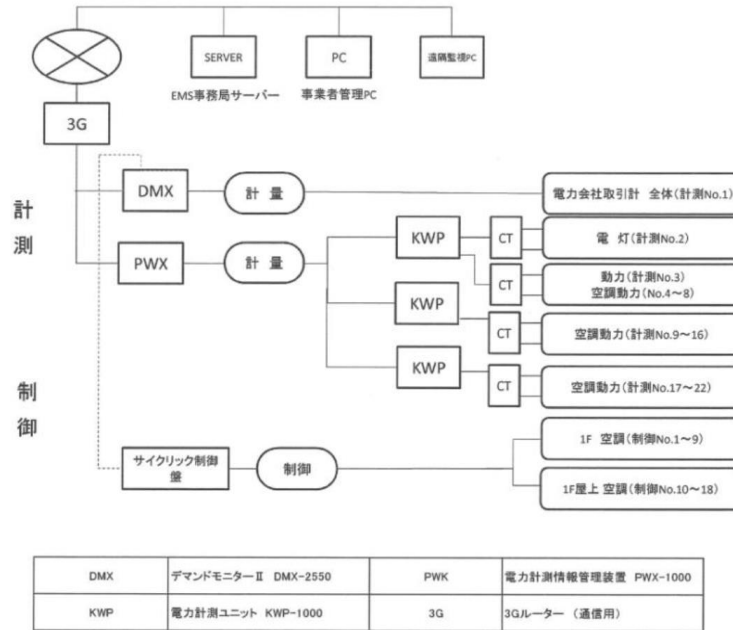 SERVER
PC
遠隔監視PC
EMS事務局サーバー
事業者管理PC
3G
計測
DMX
計 量
電力会社取引計 全体(計測No.1)
PWX
計 量
KWP
CT
電 灯(計測No.2)
CT
動力(計測No.3)
空調動力(No.4～8)
KWP
CT
空調動力(計測No.9～16)
KWP
CT
空調動力(計測No.17～22)
制御
サイクリック制御
盤
制御
1F 空調(制御No.1～9)
1F屋上 空調(制御No.10～18)
DMX
デマンドモニターⅡ DMX-2550
PWK
電力計測情報管理装置 PWX-1000
KWP
電力計測ユニット KWP-1000
3G
3Gルーター （通信用）